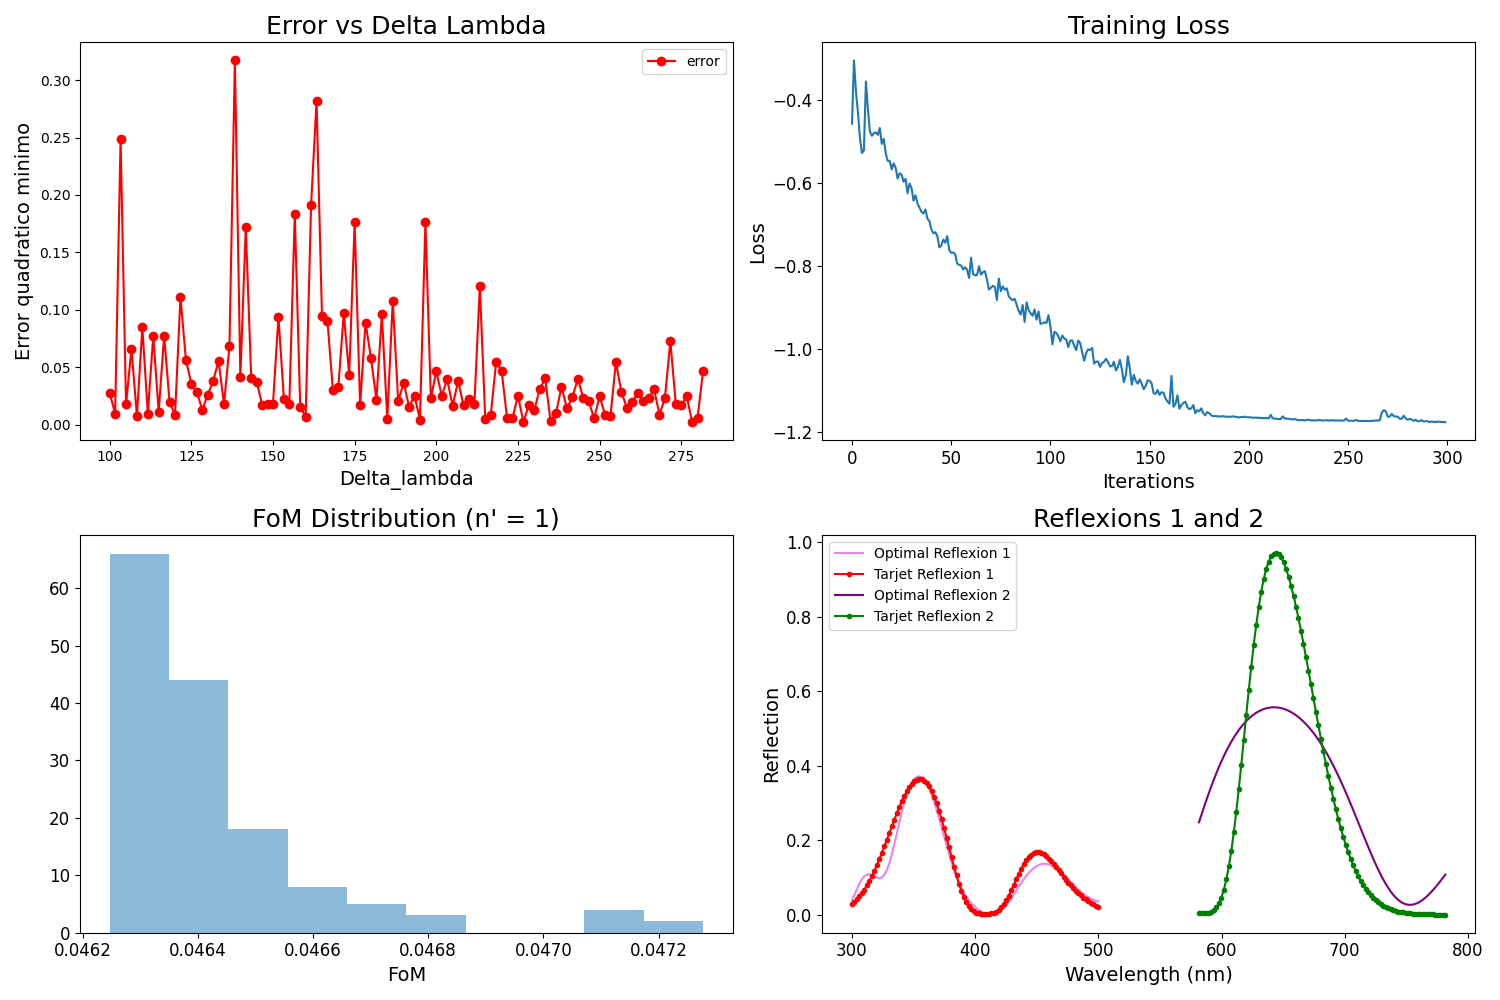 Error vs Delta Lambda
error
Error quadratico minimo
0.30
0.25
0.20
0.15
0.10
0.05
0.00
100 125 150 175 200 225 250 275
Delta_lambda
Training Loss
Loss
−0.4
−0.6
−0.8
−1.0
−1.2
0 50 100 150 200 250 300
Iterations
FoM Distribution (n' = 1)
60
50
40
30
20
10
0
0.0462 0.0464 0.0466 0.0468 0.0470 0.0472
FoM
Reflexions 1 and 2
Optimal Reflexion 1
Tarjet Reflexion 1
Optimal Reflexion 2
Tarjet Reflexion 2
Reflection
1.0
0.8
0.6
0.4
0.2
0.0
300 400 500 600 700 800
Wavelength (nm)